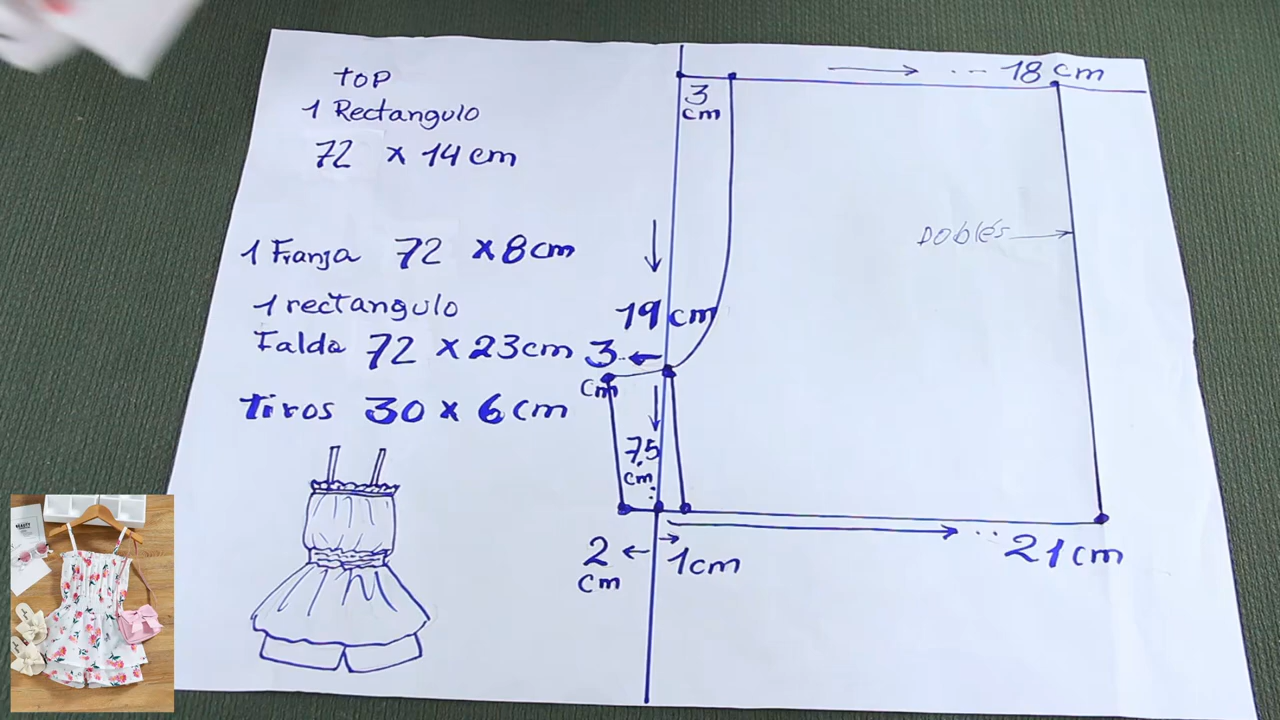 TOP
1 Rectangulo
72 x 14 cm
1 Franja 72 x 8 cm
1 rectangulo
Falda 72 x 23 cm
Tiros 30 x 6 cm
3
cm
→ ... 18 cm
Doblés
19 cm
3
cm
7.5
cm
2
cm
1 cm
21 cm
BEAUTY